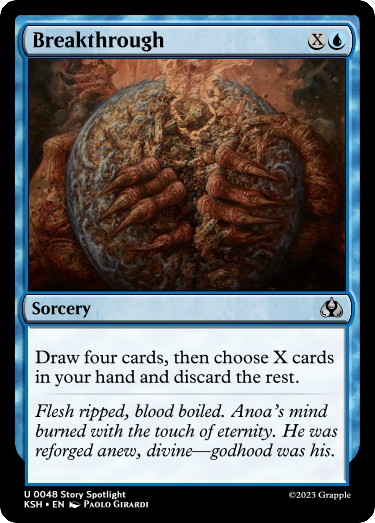 Breakthrough
X
Sorcery
Draw four cards, then choose X cards
in your hand and discard the rest.
Flesh ripped, blood boiled. Anoa's mind
burned with the touch of eternity. He was
reforged anew, divine—godhood was his.
U 0048 Story Spotlight
KSH • EN Paolo Girardi
©2023 Grapple